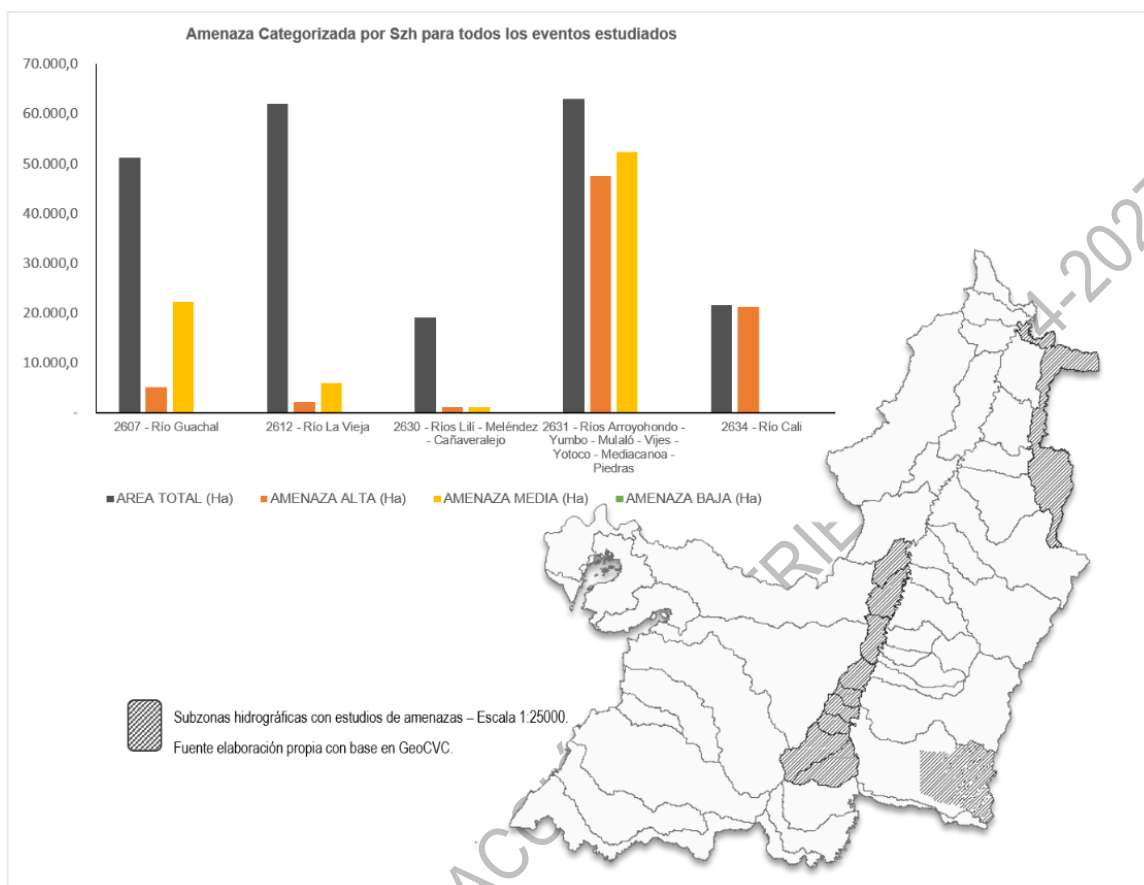 Amenaza Categorizada por Szh para todos los eventos estudiados
70.000,0
60.000,0
50.000,0
40.000,0
30.000,0
20.000,0
10.000,0
-
2607 - Río Guachal
2612 - Río La Vieja
2630 - Ríos Lilí - Meléndez
- Cañaveralejo
2631 - Ríos Arroyohondo -
Yumbo - Mulaló - Vijes -
Yotoco - Mediacanoa -
Piedras
2634 - Río Cali
AREA TOTAL (Ha) AMENAZA ALTA (Ha) AMENAZA MEDIA (Ha) AMENAZA BAJA (Ha)
Subzonas hidrográficas con estudios de amenazas – Escala 1:25000.
Fuente elaboración propia con base en GeoCVC.